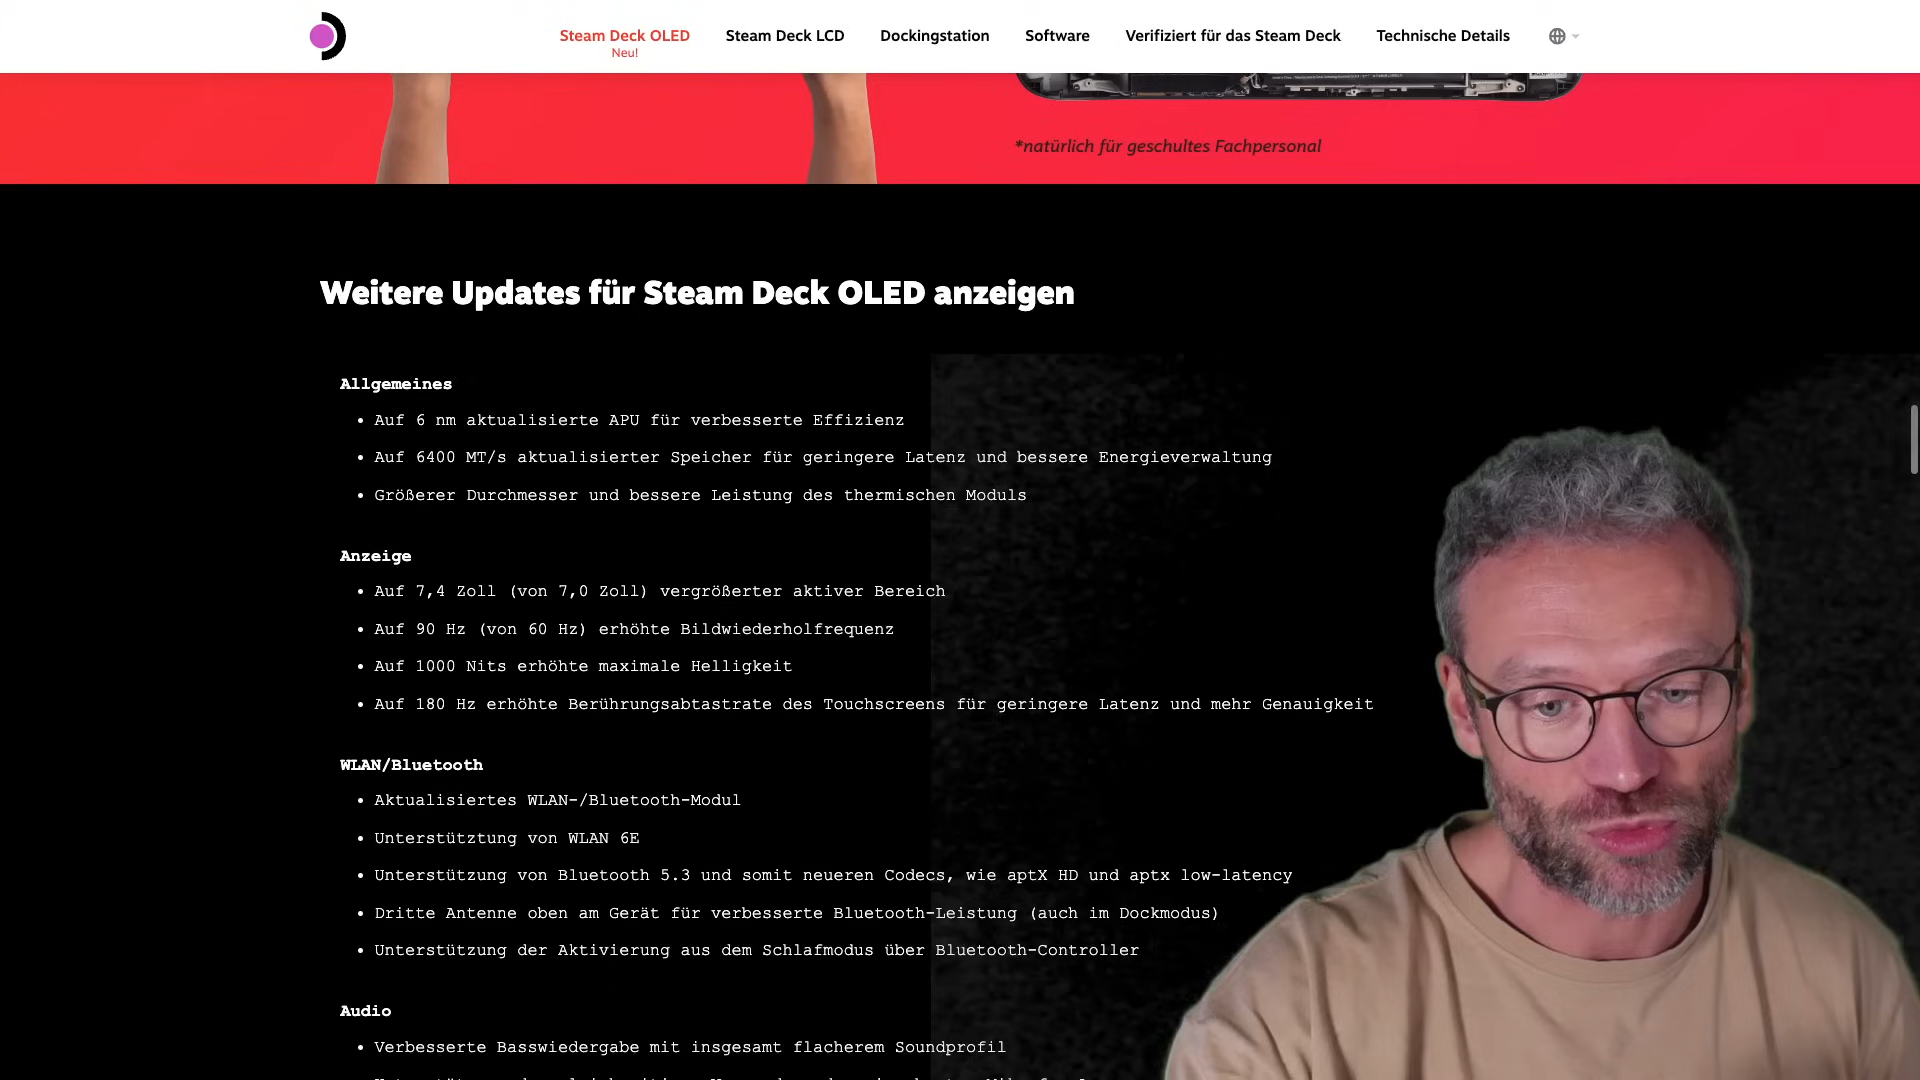 Steam Deck OLED
Neu!
Steam Deck LCD
Dockingstation
Software
Verifiziert für das Steam Deck
Technische Details
*natürlich für geschultes Fachpersonal
Weitere Updates für Steam Deck OLED anzeigen
Allgemeines
• Auf 6 nm aktualisierte APU für verbesserte Effizienz
• Auf 6400 MT/s aktualisierter Speicher für geringere Latenz und bessere Energieverwaltung
• Größerer Durchmesser und bessere Leistung des thermischen Moduls
Anzeige
• Auf 7,4 Zoll (von 7,0 Zoll) vergrößerter aktiver Bereich
• Auf 90 Hz (von 60 Hz) erhöhte Bildwiederholfrequenz
• Auf 1000 Nits erhöhte maximale Helligkeit
• Auf 180 Hz erhöhte Berührungsabtastrate des Touchscreens für geringere Latenz und mehr Genauigkeit
WLAN/Bluetooth
• Aktualisiertes WLAN-/Bluetooth-Modul
• Unterstütztung von WLAN 6E
• Unterstützung von Bluetooth 5.3 und somit neueren Codecs, wie aptX HD und aptx low-latency
• Dritte Antenne oben am Gerät für verbesserte Bluetooth-Leistung (auch im Dockmodus)
• Unterstützung der Aktivierung aus dem Schlafmodus über Bluetooth-Controller
Audio
• Verbesserte Basswiedergabe mit insgesamt flacherem Soundprofil